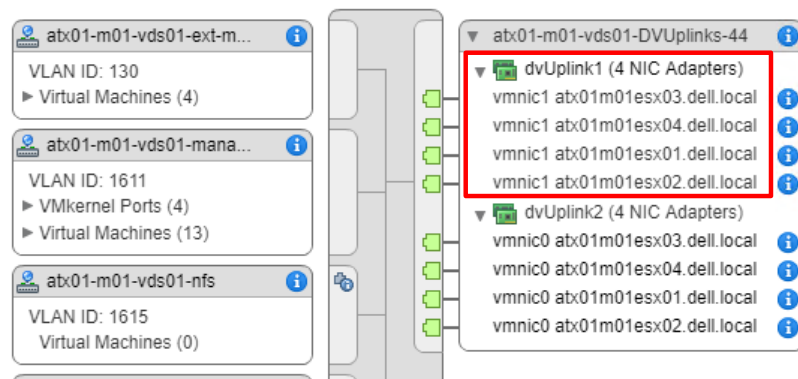 atx01-m01-vds01-ext-m...
VLAN ID: 130
Virtual Machines (4)
atx01-m01-vds01-mana...
VLAN ID: 1611
VMkernel Ports (4)
Virtual Machines (13)
atx01-m01-vds01-nfs
VLAN ID: 1615
Virtual Machines (0)
atx01-m01-vds01-DVUplinks-44
dvUplink1 (4 NIC Adapters)
vmnic1 atx01m01esx03.dell.local
vmnic1 atx01m01esx04.dell.local
vmnic1 atx01m01esx01.dell.local
vmnic1 atx01m01esx02.dell.local
dvUplink2 (4 NIC Adapters)
vmnic0 atx01m01esx03.dell.local
vmnic0 atx01m01esx04.dell.local
vmnic0 atx01m01esx01.dell.local
vmnic0 atx01m01esx02.dell.local